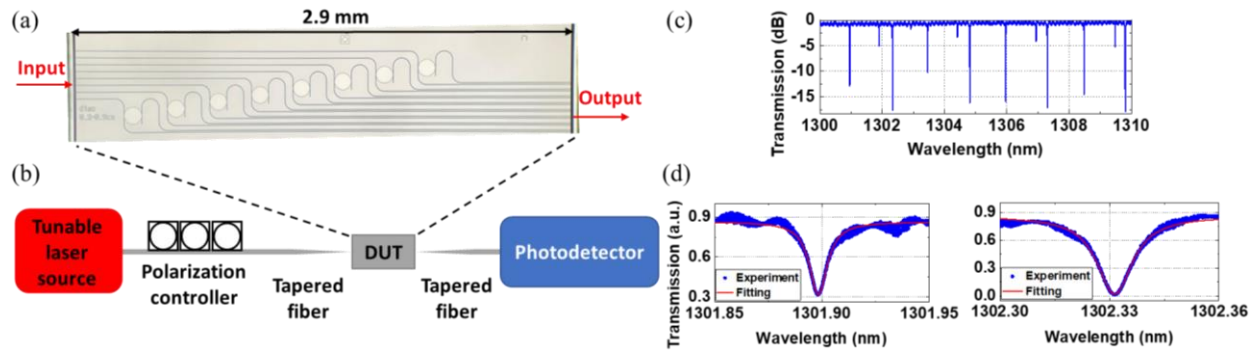 (a)
2.9 mm
Input
Output
(b)
Tunable
laser
source
Polarization
controller
Tapered
fiber
DUT
Tapered
fiber
Photodetector
(c)
Transmission (dB)
0
-5
-10
-15
1300 1302 1304 1306 1308 1310
Wavelength (nm)
(d)
Transmission (a.u.)
0.9
0.6
0.3
Experiment
Fitting
1301.85 1301.90 1301.95
Wavelength (nm)
0.9
0.6
0.3
0.0
Experiment
Fitting
1302.30 1302.33 1302.36
Wavelength (nm)